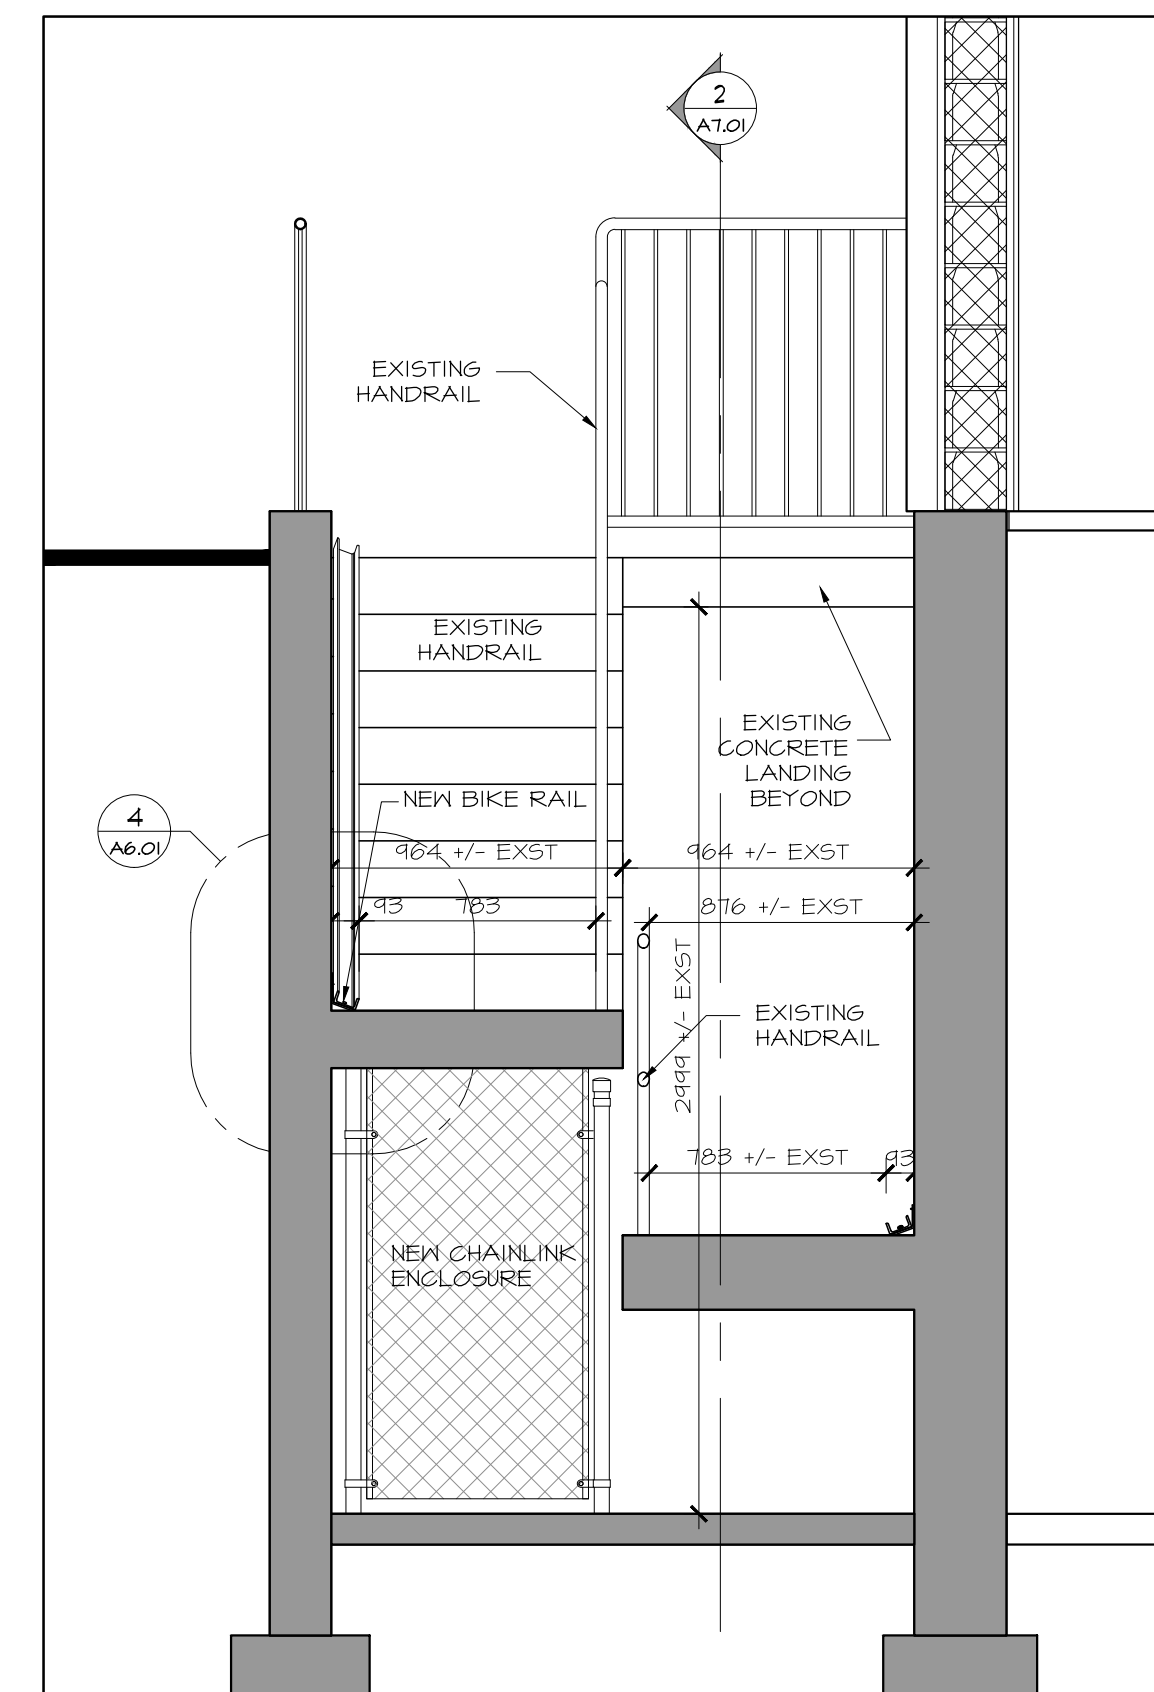 2
A7.01
EXISTING
HANDRAIL
EXISTING
HANDRAIL
EXISTING
CONCRETE
LANDING
BEYOND
NEW BIKE RAIL
4
A6.01
964 +/- EXST
964 +/- EXST
93
783
876 +/- EXST
2999 +/- EXST
EXISTING
HANDRAIL
783 +/- EXST
93
NEW CHAINLINK
ENCLOSURE